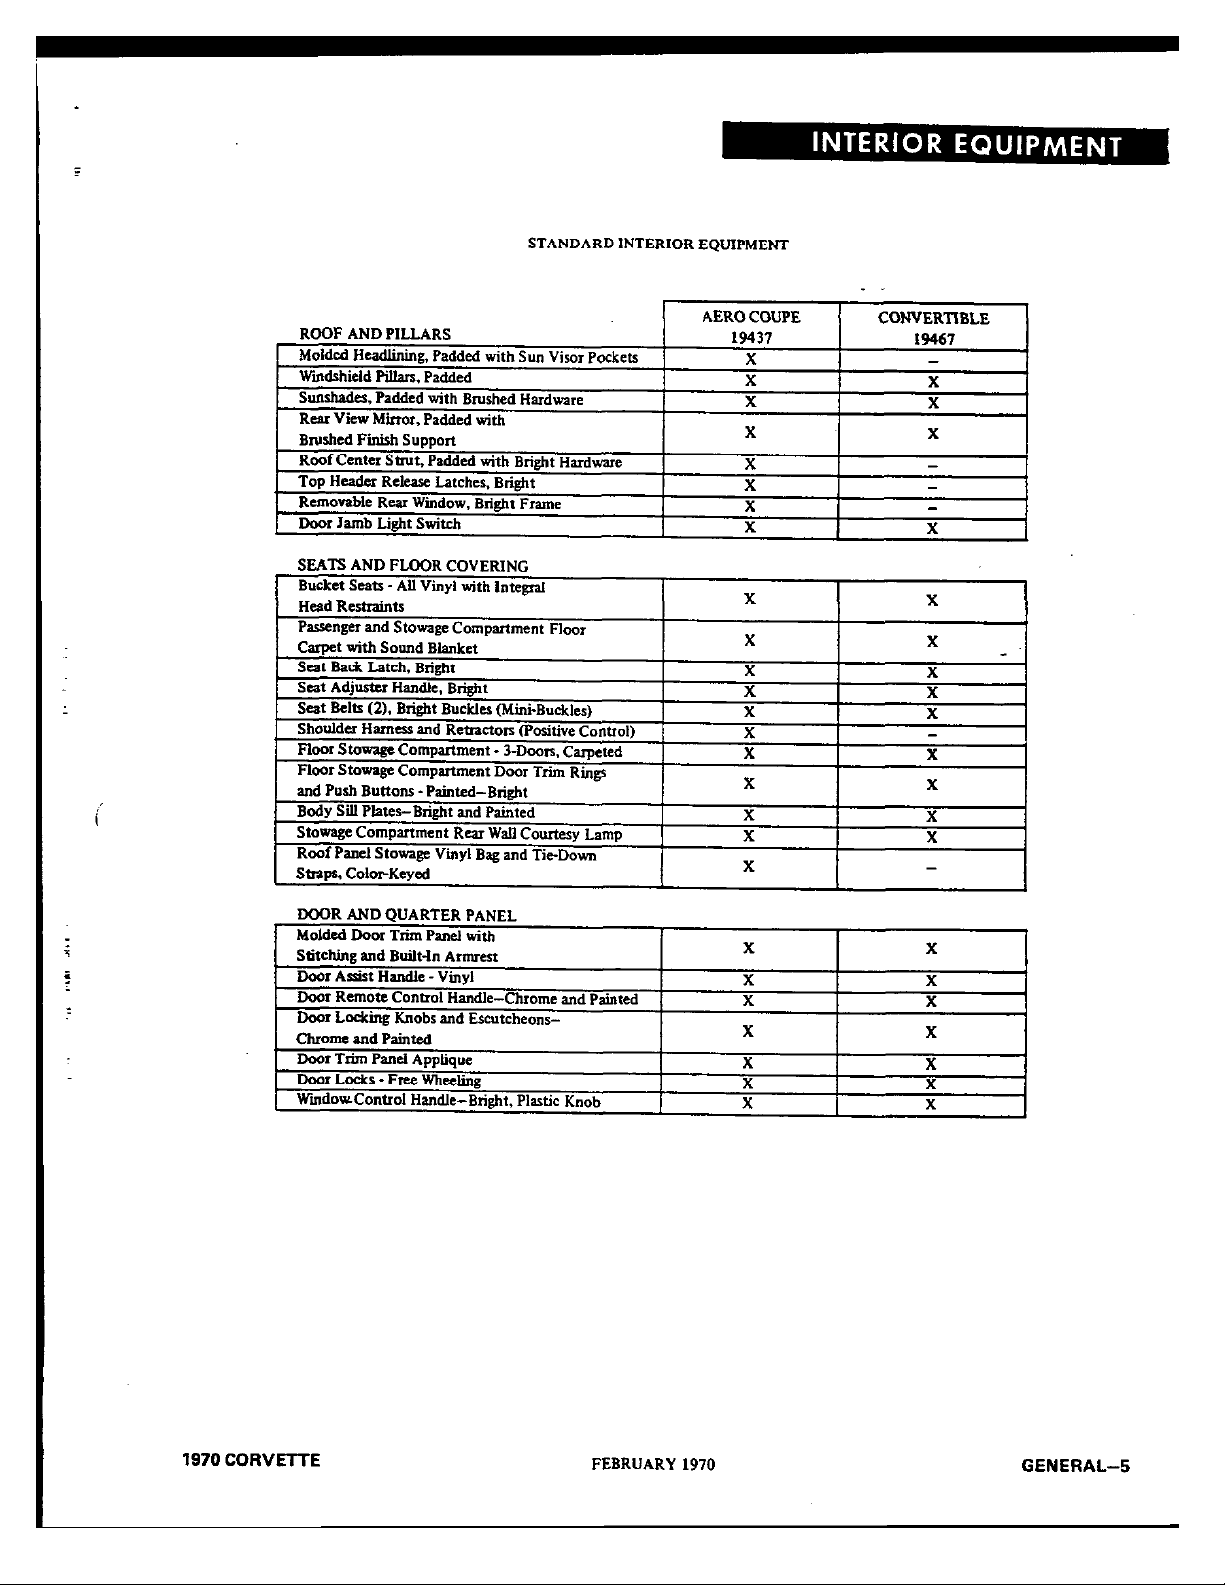 INTERIOR EQUIPMENT
STANDARD INTERIOR EQUIPMENT
AERO COUPE CONVERTIBLE
ROOF AND PILLARS 19437 19467
Molded Headlining, Padded with Sun Visor Pockets X –
Windshield Pillars, Padded X X
Sunshades, Padded with Brushed Hardware X X
Rear View Mirror, Padded with
Brushed Finish Support X X
Roof Center Strut, Padded with Bright Hardware X –
Top Header Release Latches, Bright X –
Removable Rear Window, Bright Frame X –
Door Jamb Light Switch X X
SEATS AND FLOOR COVERING
Bucket Seats - All Vinyl with Integral
Head Restraints X X
Passenger and Stowage Compartment Floor
Carpet with Sound Blanket X X
Seat Back Latch, Bright X X
Seat Adjuster Handle, Bright X X
Seat Belts (2), Bright Buckles (Mini-Buckles) X X
Shoulder Harness and Retractors (Positive Control) X –
Floor Stowage Compartment - 3-Doors, Carpeted X X
Floor Stowage Compartment Door Trim Rings
and Push Buttons - Painted–Bright X X
Body Sill Plates–Bright and Painted X X
Stowage Compartment Rear Wall Courtesy Lamp X X
Roof Panel Stowage Vinyl Bag and Tie-Down
Straps, Color-Keyed X –
DOOR AND QUARTER PANEL
Molded Door Trim Panel with
Stitching and Built-In Armrest X X
Door Assist Handle - Vinyl X X
Door Remote Control Handle–Chrome and Painted X X
Door Locking Knobs and Escutcheons–
Chrome and Painted X X
Door Trim Panel Applique X X
Door Locks - Free Wheeling X X
Window Control Handle–Bright, Plastic Knob X X
1970 CORVETTE FEBRUARY 1970 GENERAL–5